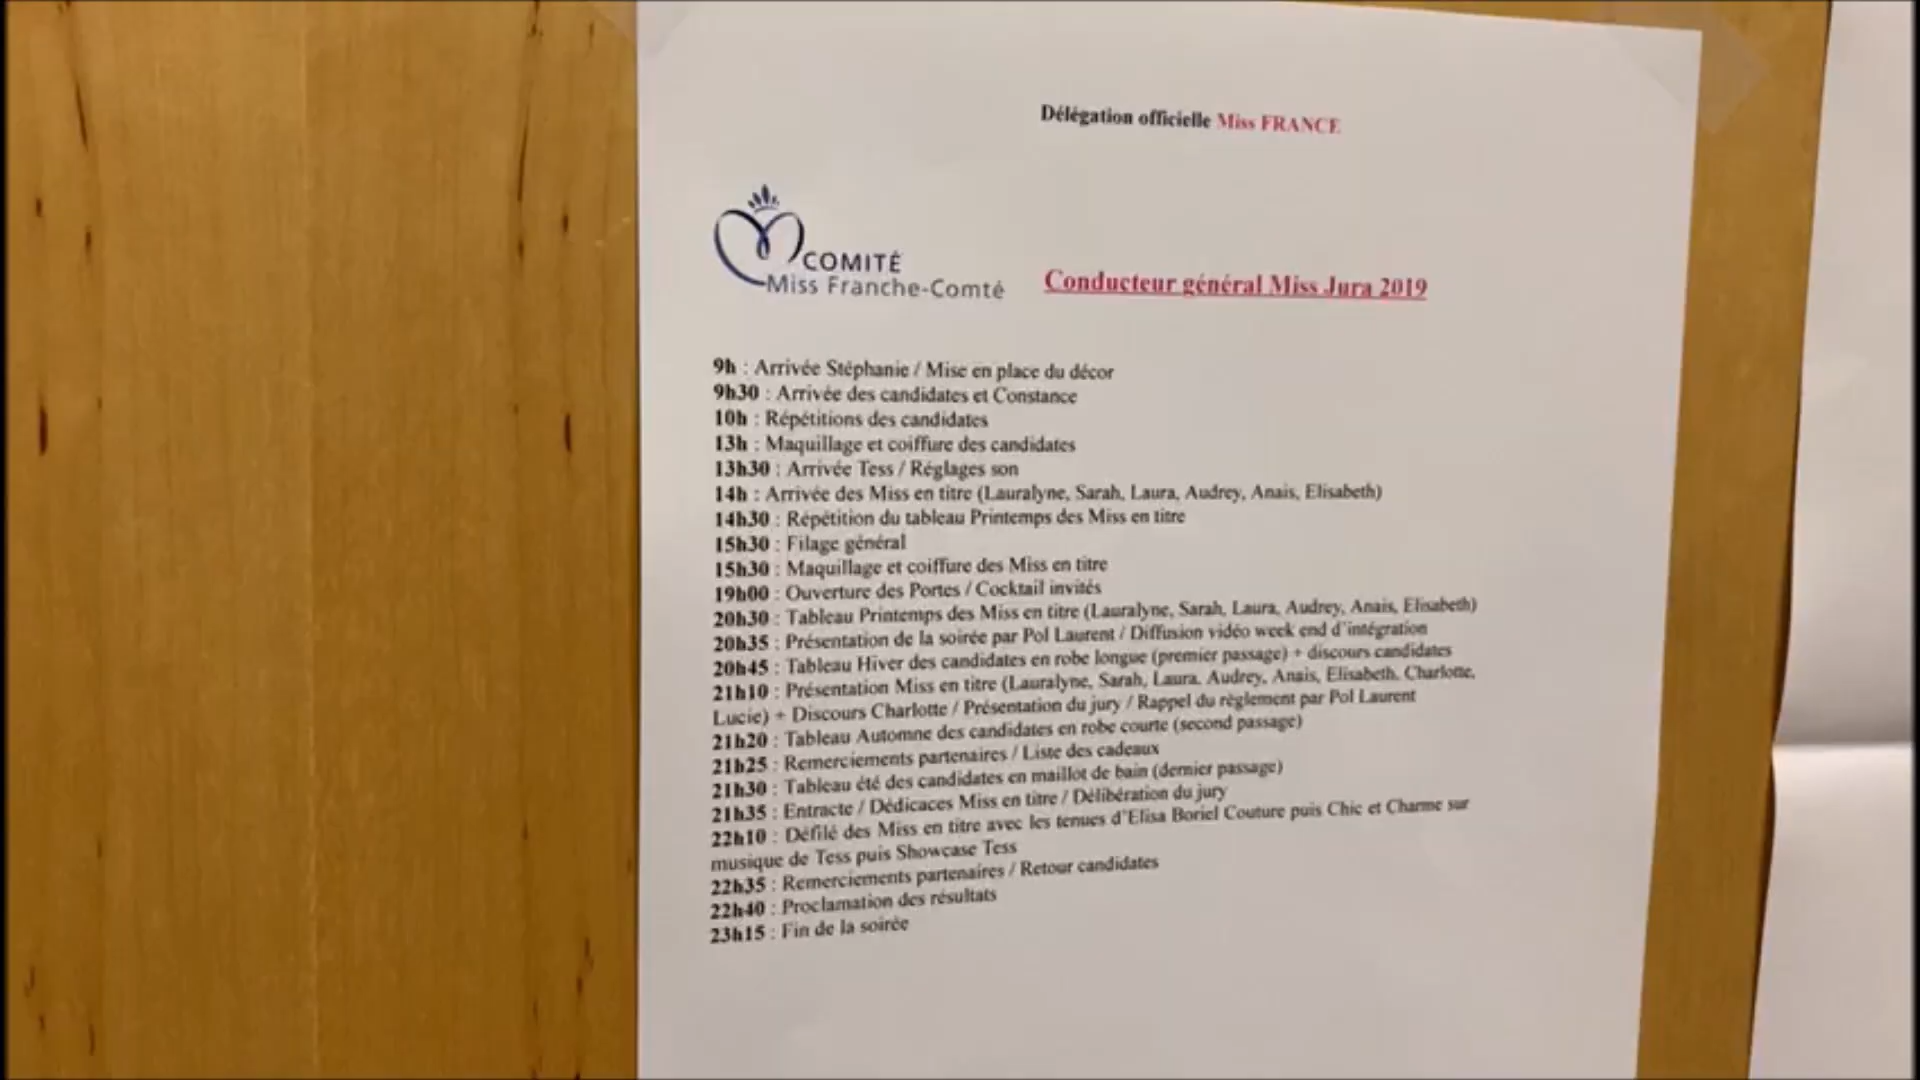 Délégation officielle Miss FRANCE
COMITÉ
Miss Franche-Comté
Conducteur général Miss Jura 2019
9h : Arrivée Stéphanie / Mise en place du décor
9h30 : Arrivée des candidates et Constance
10h : Répétitions des candidates
13h : Maquillage et coiffure des candidates
13h30 : Arrivée Tess / Réglages son
14h : Arrivée des Miss en titre (Lauralyne, Sarah, Laura, Audrey, Anais, Elisabeth)
14h30 : Répétition du tableau Printemps des Miss en titre
15h30 : Filage général
15h30 : Maquillage et coiffure des Miss en titre
19h00 : Ouverture des Portes / Cocktail invités
20h30 : Tableau Printemps des Miss en titre (Lauralyne, Sarah, Laura, Audrey, Anais, Elisabeth)
20h35 : Présentation de la soirée par Pol Laurent / Diffusion vidéo week end d'intégration
20h45 : Tableau Hiver des candidates en robe longue (premier passage) + discours candidates
21h10 : Présentation Miss en titre (Lauralyne, Sarah, Laura, Audrey, Anais, Elisabeth, Charlotte,
Lucie) + Discours Charlotte / Présentation du jury / Rappel du règlement par Pol Laurent
21h20 : Tableau Automne des candidates en robe courte (second passage)
21h25 : Remerciements partenaires / Liste des cadeaux
21h30 : Tableau été des candidates en maillot de bain (dernier passage)
21h35 : Entracte / Dédicaces Miss en titre / Délibération du jury
22h10 : Défilé des Miss en titre avec les tenues d'Elisa Boriel Couture puis Chic et Charme sur
musique de Tess puis Showcase Tess
22h35 : Remerciements partenaires / Retour candidates
22h40 : Proclamation des résultats
23h15 : Fin de la soirée